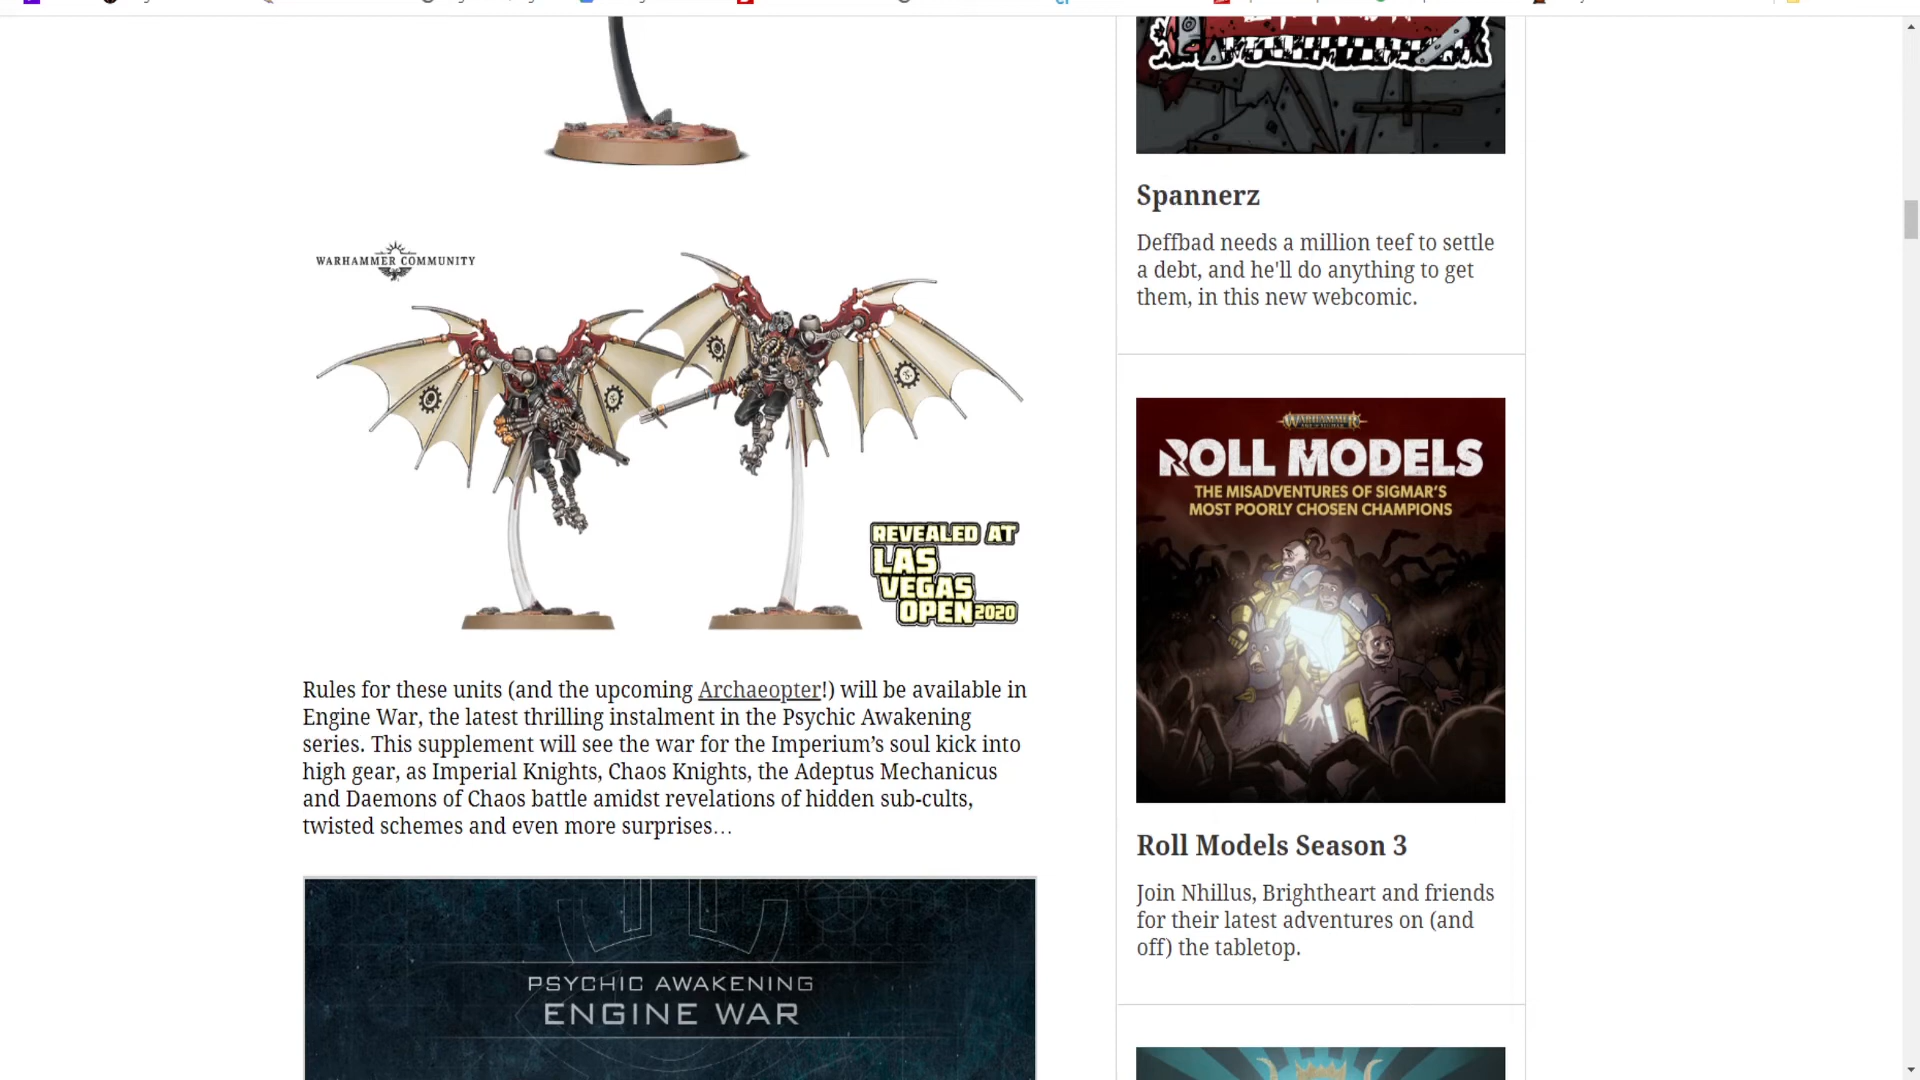 WARHAMMER COMMUNITY
REVEALED AT
LAS
VEGAS
OPEN 2020
Rules for these units (and the upcoming Archaeopter!) will be available in
Engine War, the latest thrilling instalment in the Psychic Awakening
series. This supplement will see the war for the Imperium’s soul kick into
high gear, as Imperial Knights, Chaos Knights, the Adeptus Mechanicus
and Daemons of Chaos battle amidst revelations of hidden sub-cults,
twisted schemes and even more surprises…
PSYCHIC AWAKENING
ENGINE WAR
Spannerz
Deffbad needs a million teef to settle
a debt, and he'll do anything to get
them, in this new webcomic.
WARHAMMER
AGE OF SIGMAR
ROLL MODELS
THE MISADVENTURES OF SIGMAR'S
MOST POORLY CHOSEN CHAMPIONS
Roll Models Season 3
Join Nhillus, Brightheart and friends
for their latest adventures on (and
off) the tabletop.